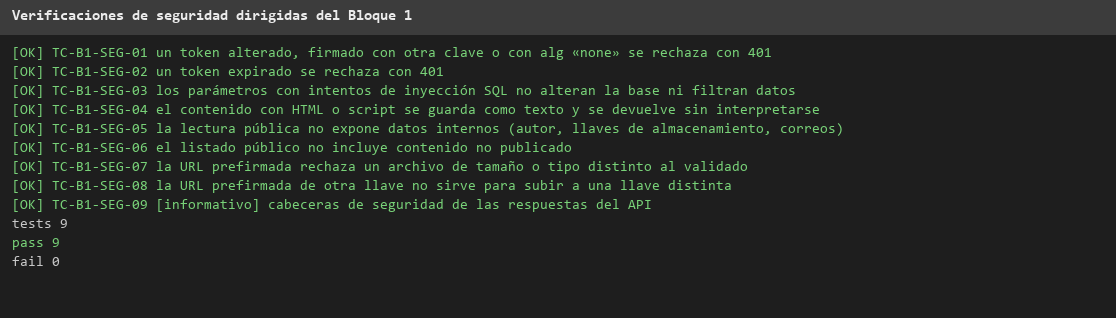 Verificaciones de seguridad dirigidas del Bloque 1
[OK] TC-B1-SEG-01 un token alterado, firmado con otra clave o con alg «none» se rechaza con 401
[OK] TC-B1-SEG-02 un token expirado se rechaza con 401
[OK] TC-B1-SEG-03 los parámetros con intentos de inyección SQL no alteran la base ni filtran datos
[OK] TC-B1-SEG-04 el contenido con HTML o script se guarda como texto y se devuelve sin interpretarse
[OK] TC-B1-SEG-05 la lectura pública no expone datos internos (autor, llaves de almacenamiento, correos)
[OK] TC-B1-SEG-06 el listado público no incluye contenido no publicado
[OK] TC-B1-SEG-07 la URL prefirmada rechaza un archivo de tamaño o tipo distinto al validado
[OK] TC-B1-SEG-08 la URL prefirmada de otra llave no sirve para subir a una llave distinta
[OK] TC-B1-SEG-09 [informativo] cabeceras de seguridad de las respuestas del API
tests 9
pass 9
fail 0